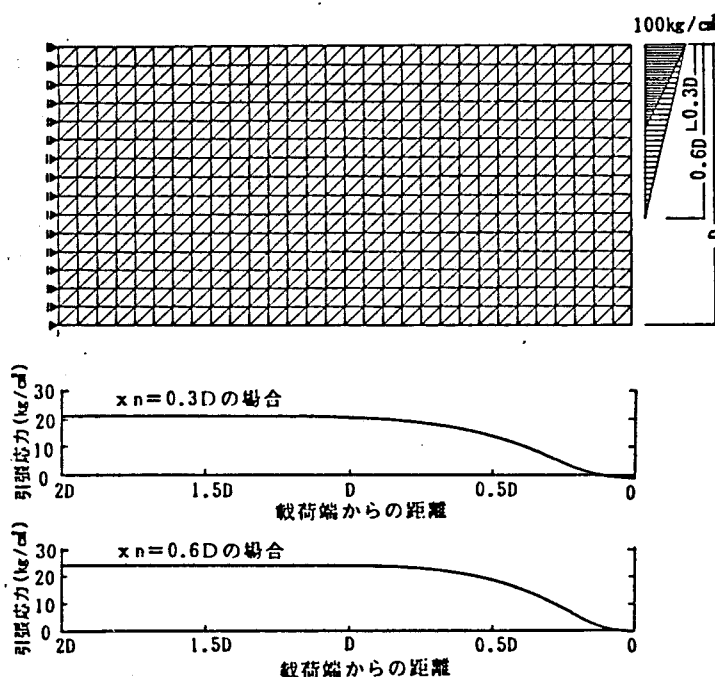 100kg/c㎡
0.3D
0.6D
D
引張応力(kg/c㎡)
30
20
10
0
xn=0.3Dの場合
2D 1.5D D 0.5D 0
載荷端からの距離
引張応力(kg/c㎡)
30
20
10
0
xn=0.6Dの場合
2D 1.5D D 0.5D 0
載荷端からの距離